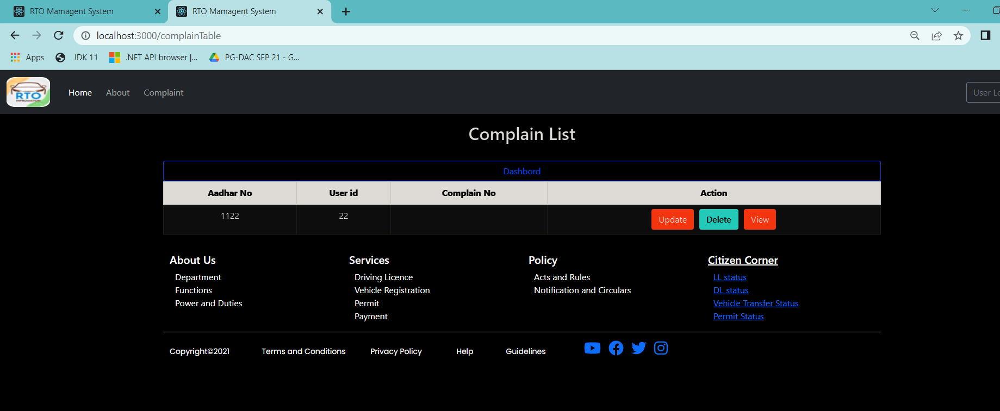 RTO Mamagent System RTO Mamagent System
localhost:3000/complainTable
Apps JDK 11 .NET API browser |... PG-DAC SEP 21 - G...
RTO Home About Complaint User Lo
Complain List
Dashbord
Aadhar No User id Complain No Action
1122 22 Update Delete View
About Us Services Policy Citizen Corner
Department Driving Licence Acts and Rules LL status
Functions Vehicle Registration Notification and Circulars DL status
Power and Duties Permit Vehicle Transfer Status
Payment Permit Status
Copyright©2021 Terms and Conditions Privacy Policy Help Guidelines